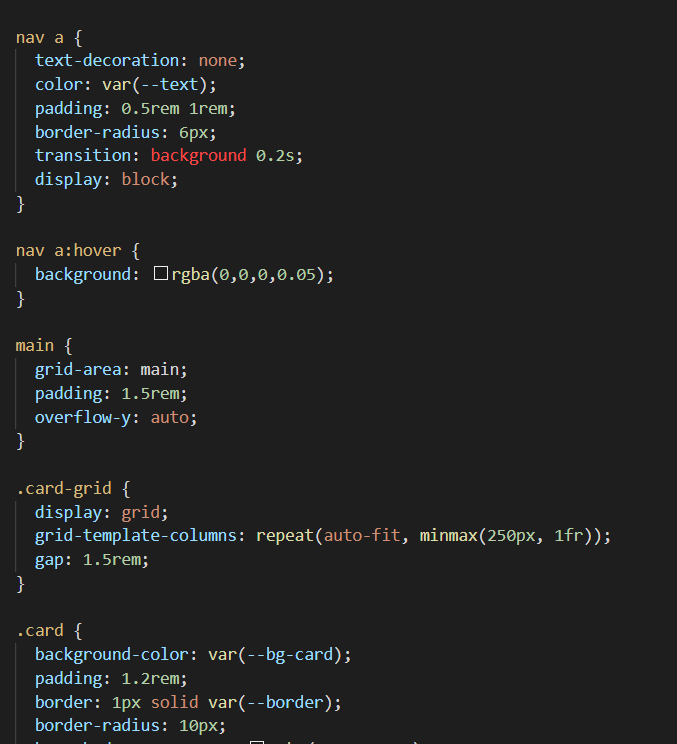 nav a {
text-decoration: none;
color: var(--text);
padding: 0.5rem 1rem;
border-radius: 6px;
transition: background 0.2s;
display: block;
}
nav a:hover {
background: rgba(0,0,0,0.05);
}
main {
grid-area: main;
padding: 1.5rem;
overflow-y: auto;
}
.card-grid {
display: grid;
grid-template-columns: repeat(auto-fit, minmax(250px, 1fr));
gap: 1.5rem;
}
.card {
background-color: var(--bg-card);
padding: 1.2rem;
border: 1px solid var(--border);
border-radius: 10px;